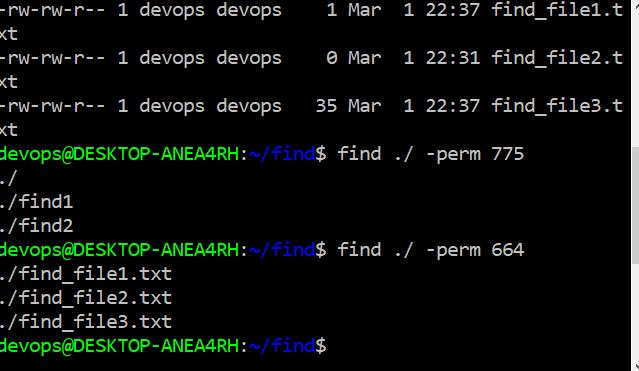 -rw-rw-r-- 1 devops devops    1 Mar  1 22:37 find_file1.t
xt
-rw-rw-r-- 1 devops devops    0 Mar  1 22:31 find_file2.t
xt
-rw-rw-r-- 1 devops devops   35 Mar  1 22:37 find_file3.t
xt
devops@DESKTOP-ANEA4RH:~/find$ find ./ -perm 775
./
./find1
./find2
devops@DESKTOP-ANEA4RH:~/find$ find ./ -perm 664
./find_file1.txt
./find_file2.txt
./find_file3.txt
devops@DESKTOP-ANEA4RH:~/find$